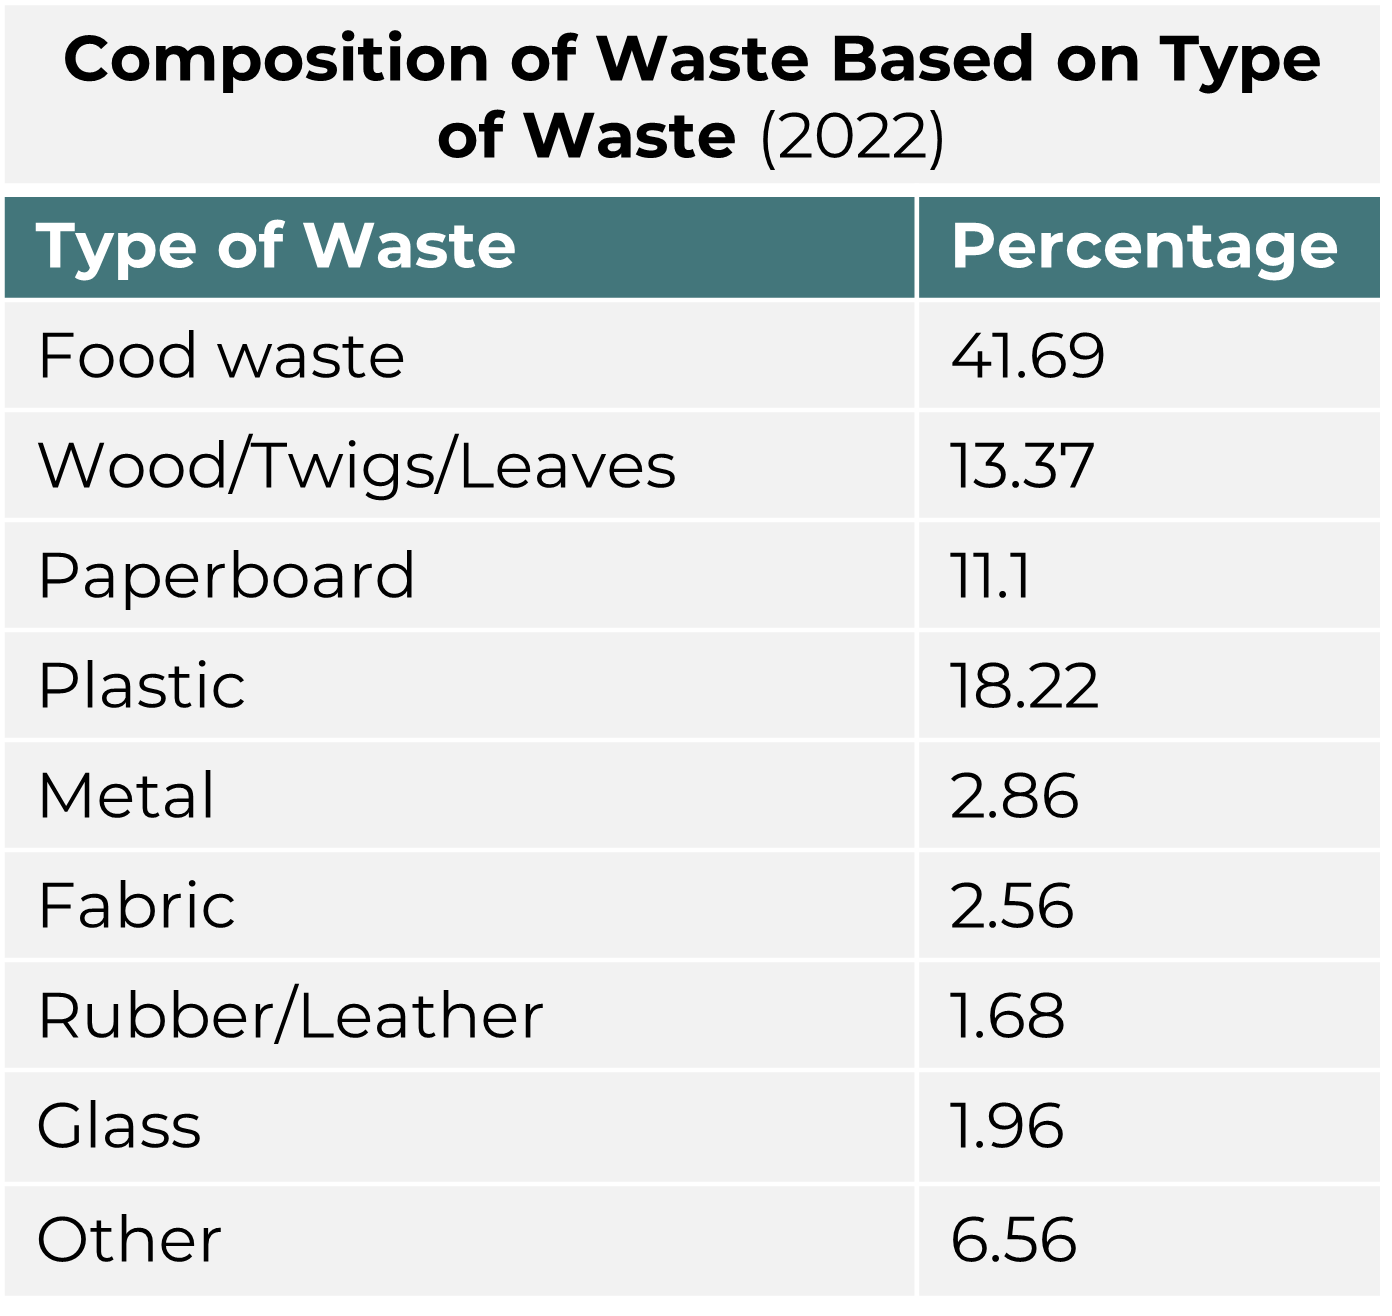 Composition of Waste Based on Type
of Waste (2022)
Type of Waste Percentage
Food waste 41.69
Wood/Twigs/Leaves 13.37
Paperboard 11.1
Plastic 18.22
Metal 2.86
Fabric 2.56
Rubber/Leather 1.68
Glass 1.96
Other 6.56